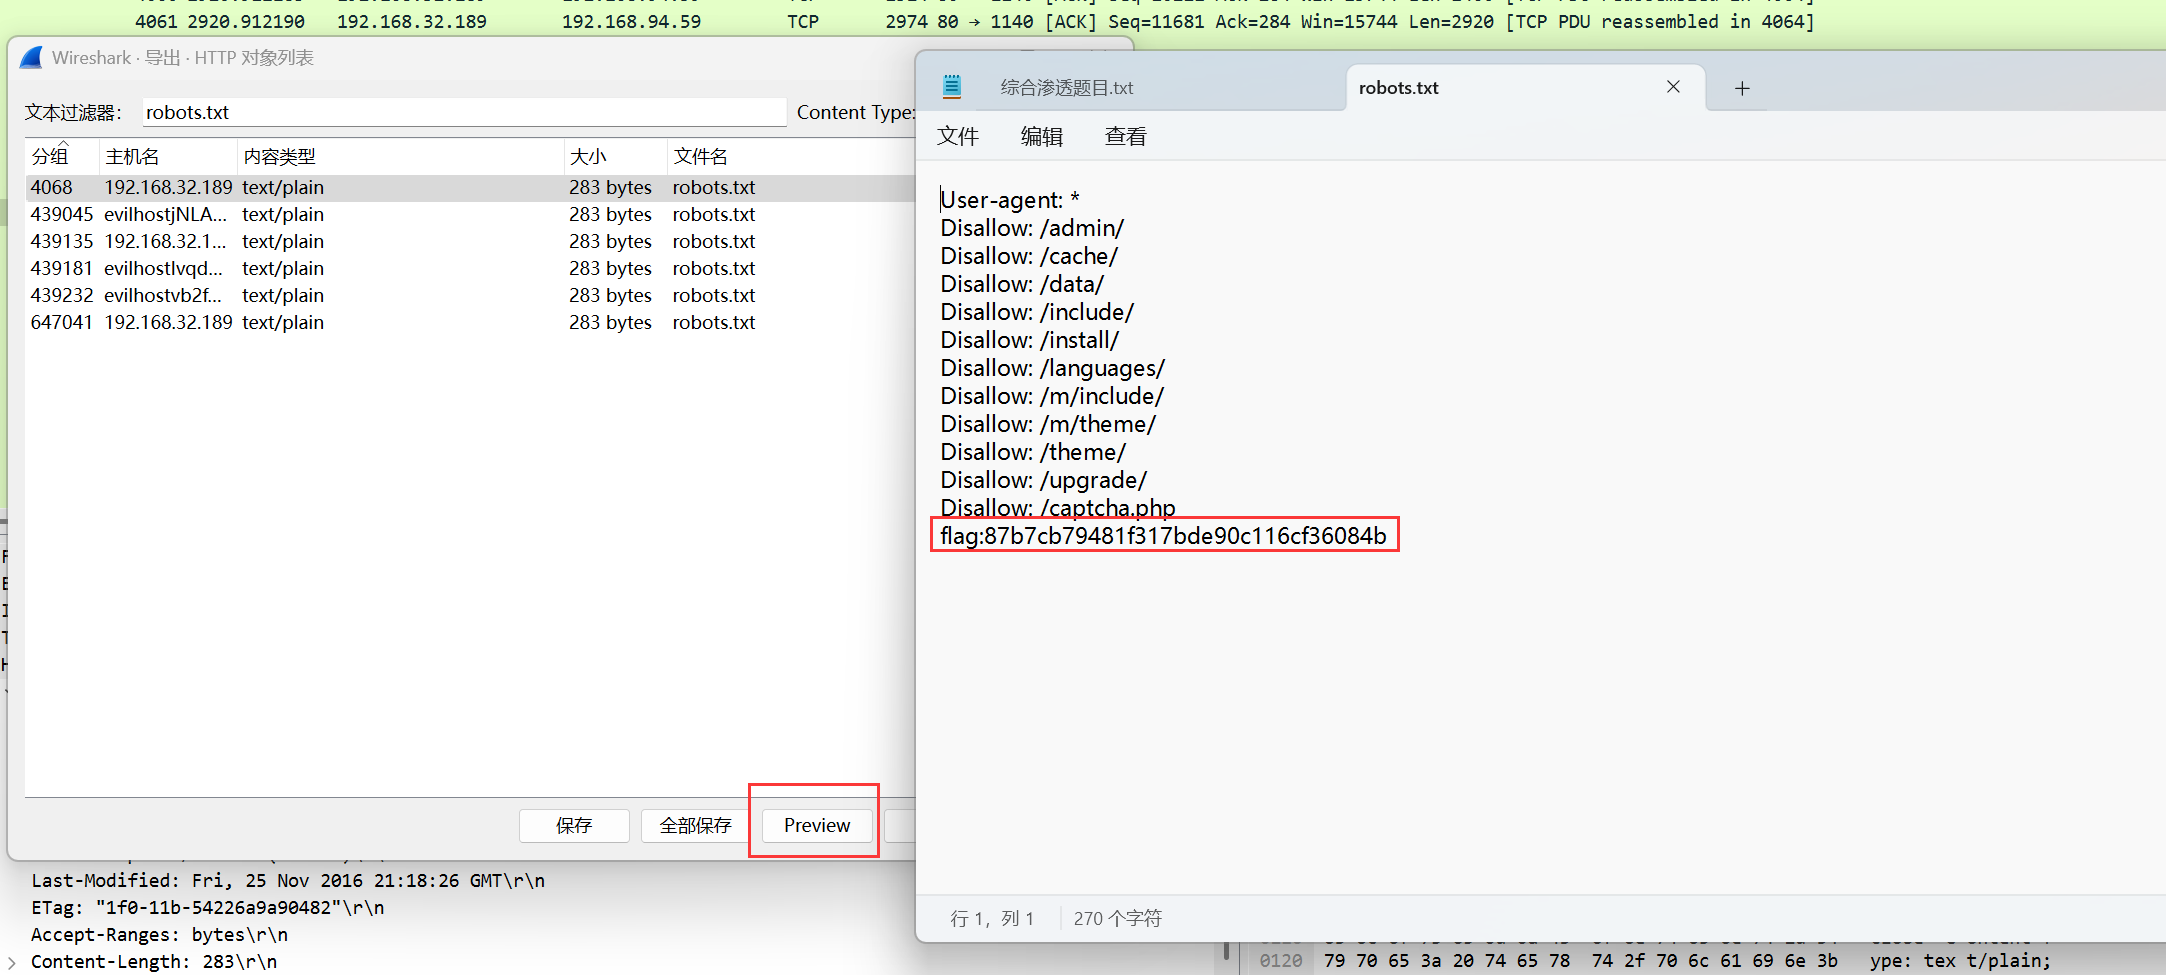 4061 2920.912190 192.168.32.189 192.168.94.59 TCP 2974 80 → 1140 [ACK] Seq=11681 Ack=284 Win=15744 Len=2920 [TCP PDU reassembled in 4064]
Wireshark · 导出 · HTTP 对象列表
文本过滤器： robots.txt Content Type:
分组 主机名 内容类型 大小 文件名
4068 192.168.32.189 text/plain 283 bytes robots.txt
439045 evilhostjNLA... text/plain 283 bytes robots.txt
439135 192.168.32.1... text/plain 283 bytes robots.txt
439181 evilhostlvqd... text/plain 283 bytes robots.txt
439232 evilhostvb2f... text/plain 283 bytes robots.txt
647041 192.168.32.189 text/plain 283 bytes robots.txt
保存 全部保存 Preview
综合渗透题目.txt robots.txt
文件 编辑 查看
User-agent: *
Disallow: /admin/
Disallow: /cache/
Disallow: /data/
Disallow: /include/
Disallow: /install/
Disallow: /languages/
Disallow: /m/include/
Disallow: /m/theme/
Disallow: /theme/
Disallow: /upgrade/
Disallow: /captcha.php
flag:87b7cb79481f317bde90c116cf36084b
行 1，列 1 270 个字符
Last-Modified: Fri, 25 Nov 2016 21:18:26 GMT\r\n
ETag: "1f0-11b-54226a9a90482"\r\n
Accept-Ranges: bytes\r\n
Content-Length: 283\r\n
0120 79 70 65 3a 20 74 65 78 74 2f 70 6c 61 69 6e 3b ype: tex t/plain;